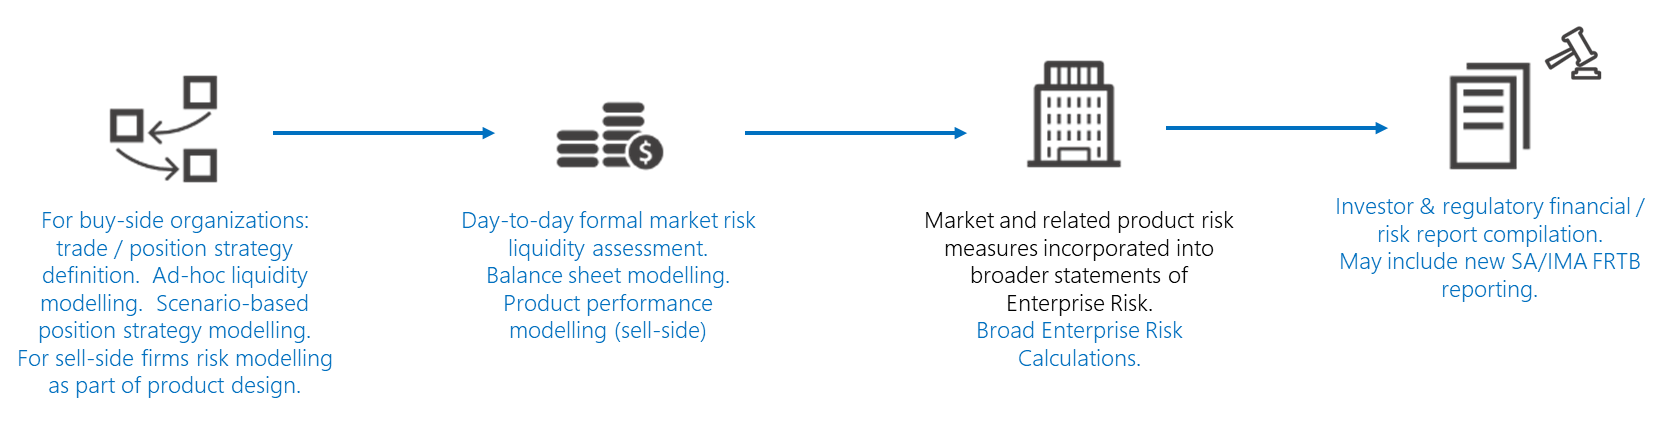 For buy-side organizations:
trade / position strategy
definition.  Ad-hoc liquidity
modelling.  Scenario-based
position strategy modelling.
For sell-side firms risk modelling
as part of product design.
$
Day-to-day formal market risk
liquidity assessment.
Balance sheet modelling.
Product performance
modelling (sell-side)
Market and related product risk
measures incorporated into
broader statements of
Enterprise Risk.
Broad Enterprise Risk
Calculations.
Investor & regulatory financial /
risk report compilation.
May include new SA/IMA FRTB
reporting.